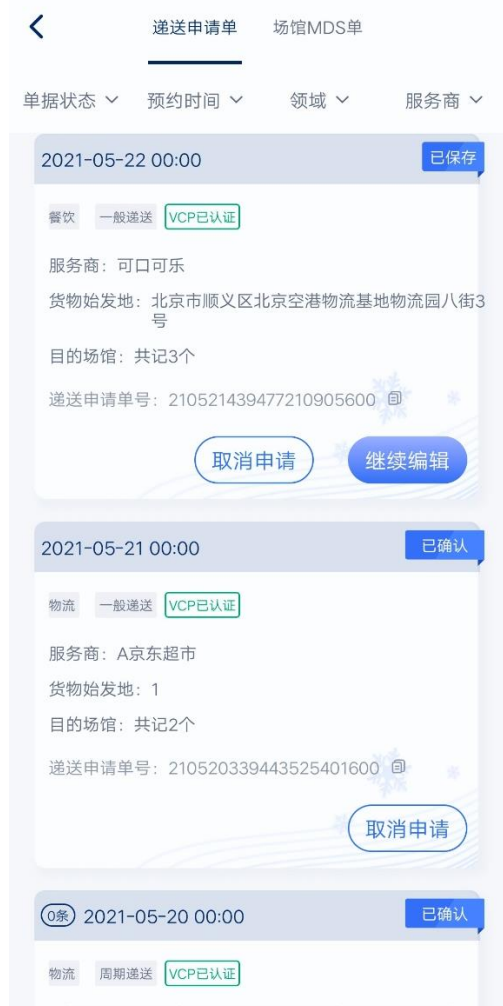 递送申请单 场馆MDS单
单据状态 预约时间 领域 服务商
2021-05-22 00:00 已保存
餐饮 一般递送 VCP已认证
服务商：可口可乐
货物始发地：北京市顺义区北京空港物流基地物流园八街3
号
目的场馆：共记3个
递送申请单号：210521439477210905600
取消申请 继续编辑
2021-05-21 00:00 已确认
物流 一般递送 VCP已认证
服务商：A京东超市
货物始发地：1
目的场馆：共记2个
递送申请单号：210520339443525401600
取消申请
0条 2021-05-20 00:00 已确认
物流 周期递送 VCP已认证